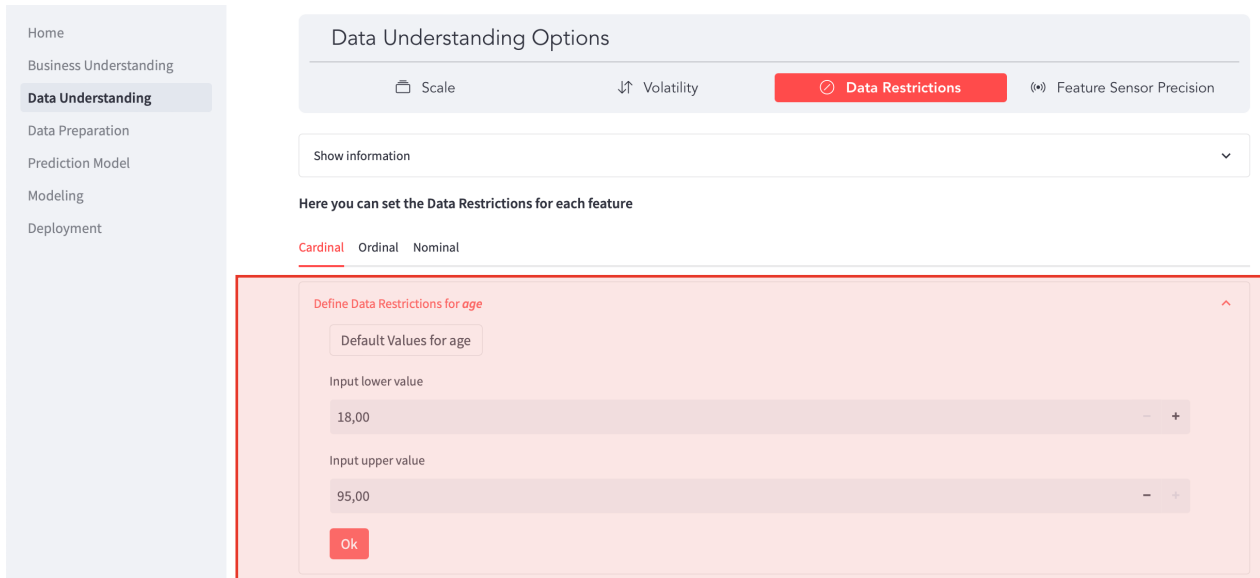 Home
Business Understanding
Data Understanding
Data Preparation
Prediction Model
Modeling
Deployment
Data Understanding Options
Scale
Volatility
Data Restrictions
Feature Sensor Precision
Show information
Here you can set the Data Restrictions for each feature
Cardinal Ordinal Nominal
Define Data Restrictions for age
Default Values for age
Input lower value
18,00
Input upper value
95,00
Ok